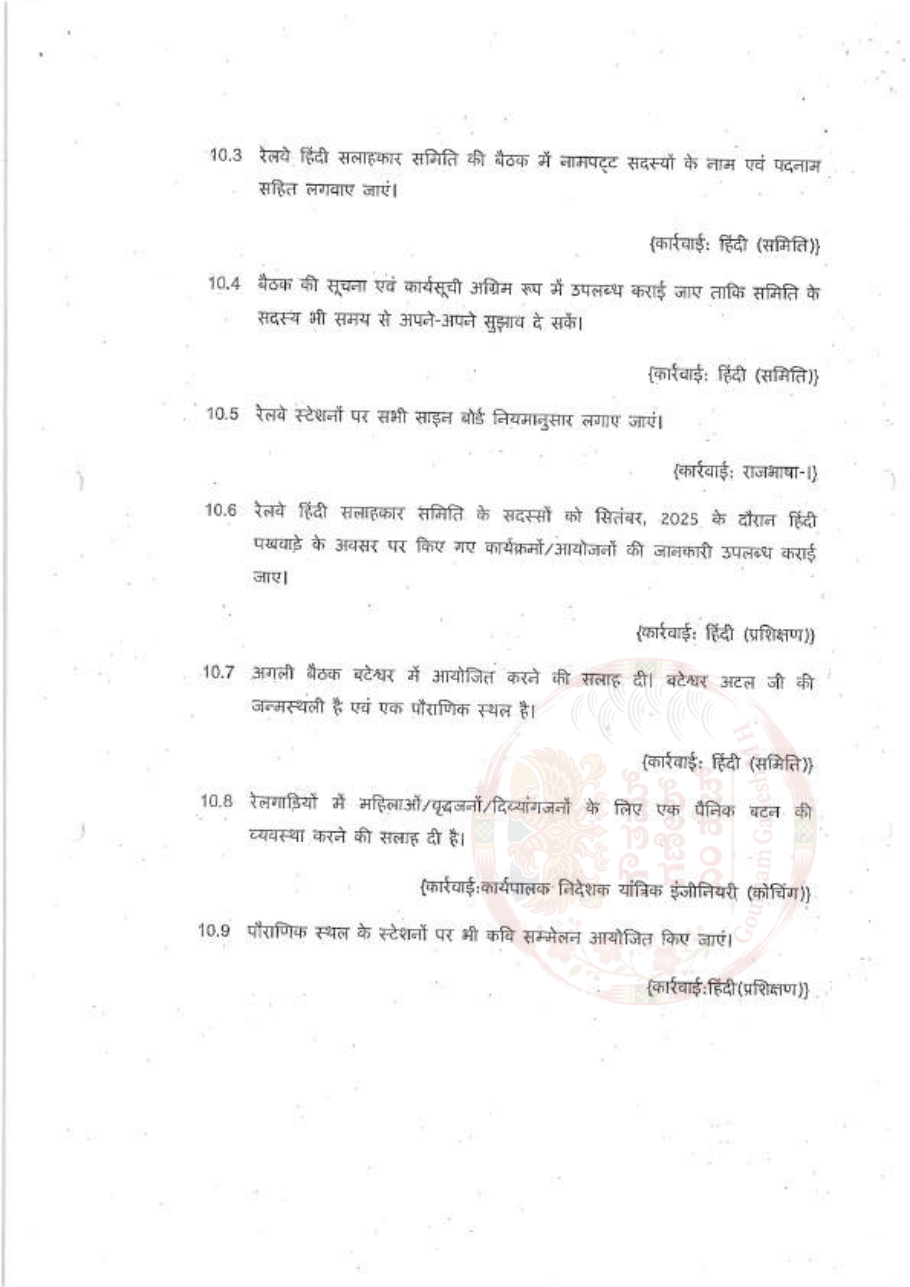 10.3 रेलवे हिंदी सलाहकार समिति की बैठक में नामपट्ट सदस्यों के नाम एवं पदनाम
सहित लगवाए जाएं।
{कार्रवाई: हिंदी (समिति)}
10.4 बैठक की सूचना एवं कार्यसूची अग्रिम रूप में उपलब्ध कराई जाए ताकि समिति के
सदस्य भी समय से अपने-अपने सुझाव दे सकें।
{कार्रवाई: हिंदी (समिति)}
10.5 रेलवे स्टेशनों पर सभी साइन बोर्ड नियमानुसार लगाए जाएं।
{कार्रवाई: राजभाषा-I}
10.6 रेलवे हिंदी सलाहकार समिति के सदस्सों को सितंबर, 2025 के दौरान हिंदी
पखवाड़े के अवसर पर किए गए कार्यक्रमों/आयोजनों की जानकारी उपलब्ध कराई
जाए।
{कार्रवाई: हिंदी (प्रशिक्षण)}
10.7 अगली बैठक बटेश्वर में आयोजित करने की सलाह दी। बटेश्वर अटल जी की
जन्मस्थली है एवं एक पौराणिक स्थल है।
{कार्रवाई: हिंदी (समिति)}
10.8 रेलगाड़ियों में महिलाओं/वृद्धजनों/दिव्यांगजनों के लिए एक पैनिक बटन की
व्यवस्था करने की सलाह दी है।
{कार्रवाई:कार्यपालक निदेशक यांत्रिक इंजीनियरी (कोचिंग)}
10.9 पौराणिक स्थल के स्टेशनों पर भी कवि सम्मेलन आयोजित किए जाएं।
{कार्रवाई:हिंदी(प्रशिक्षण)}
ಗೌತಮ್
ಗಣೇಶ್
Goutham Ganesh H